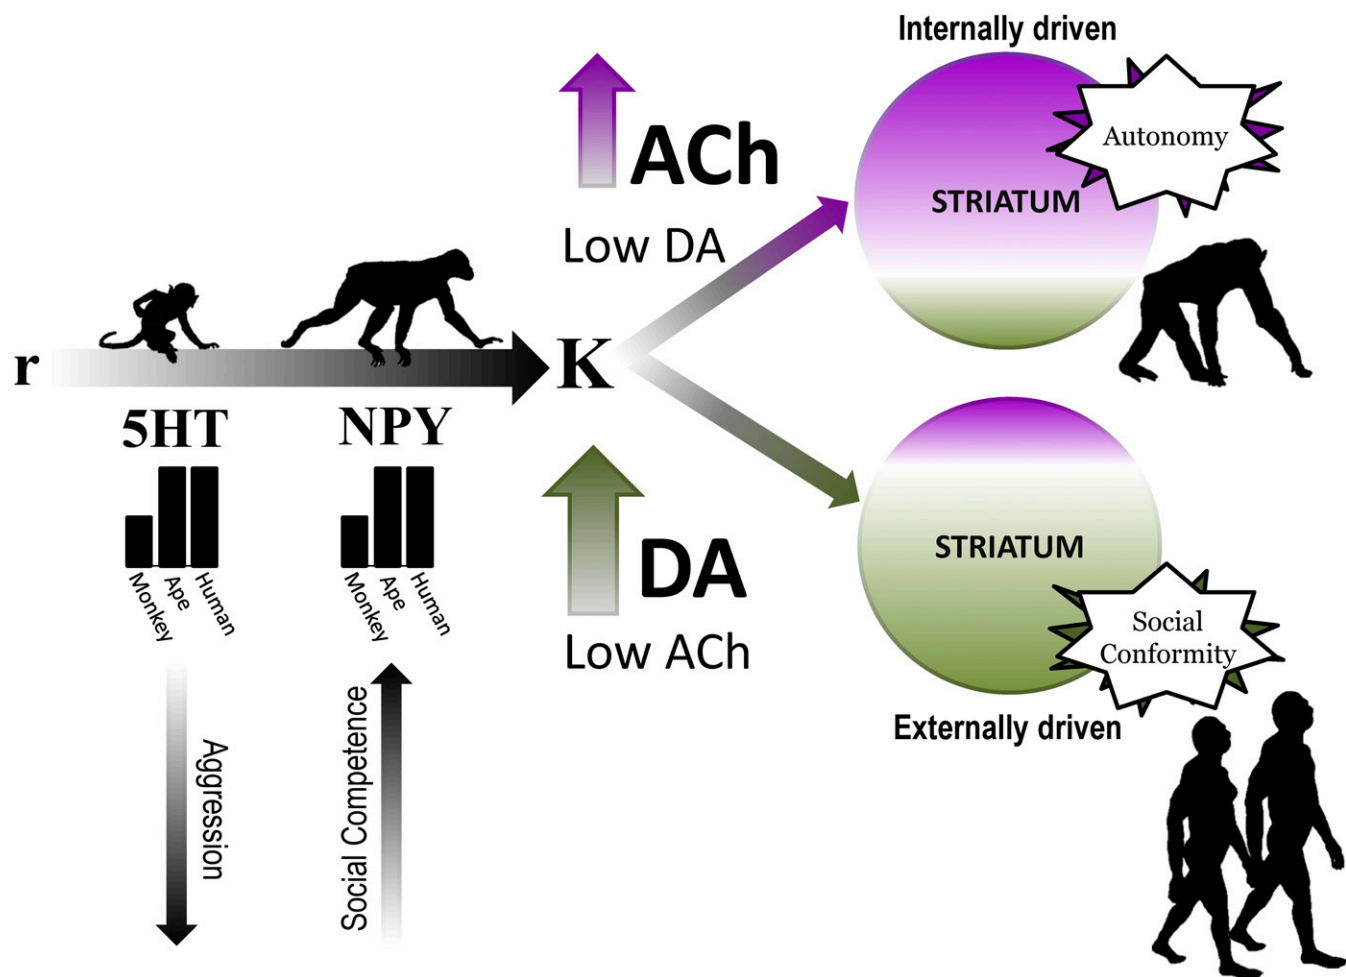 Internally driven
ACh
Low DA
STRIATUM
Autonomy
r
K
5HT
NPY
Monkey
Ape
Human
Monkey
Ape
Human
Aggression
Social Competence
DA
Low ACh
STRIATUM
Social
Conformity
Externally driven